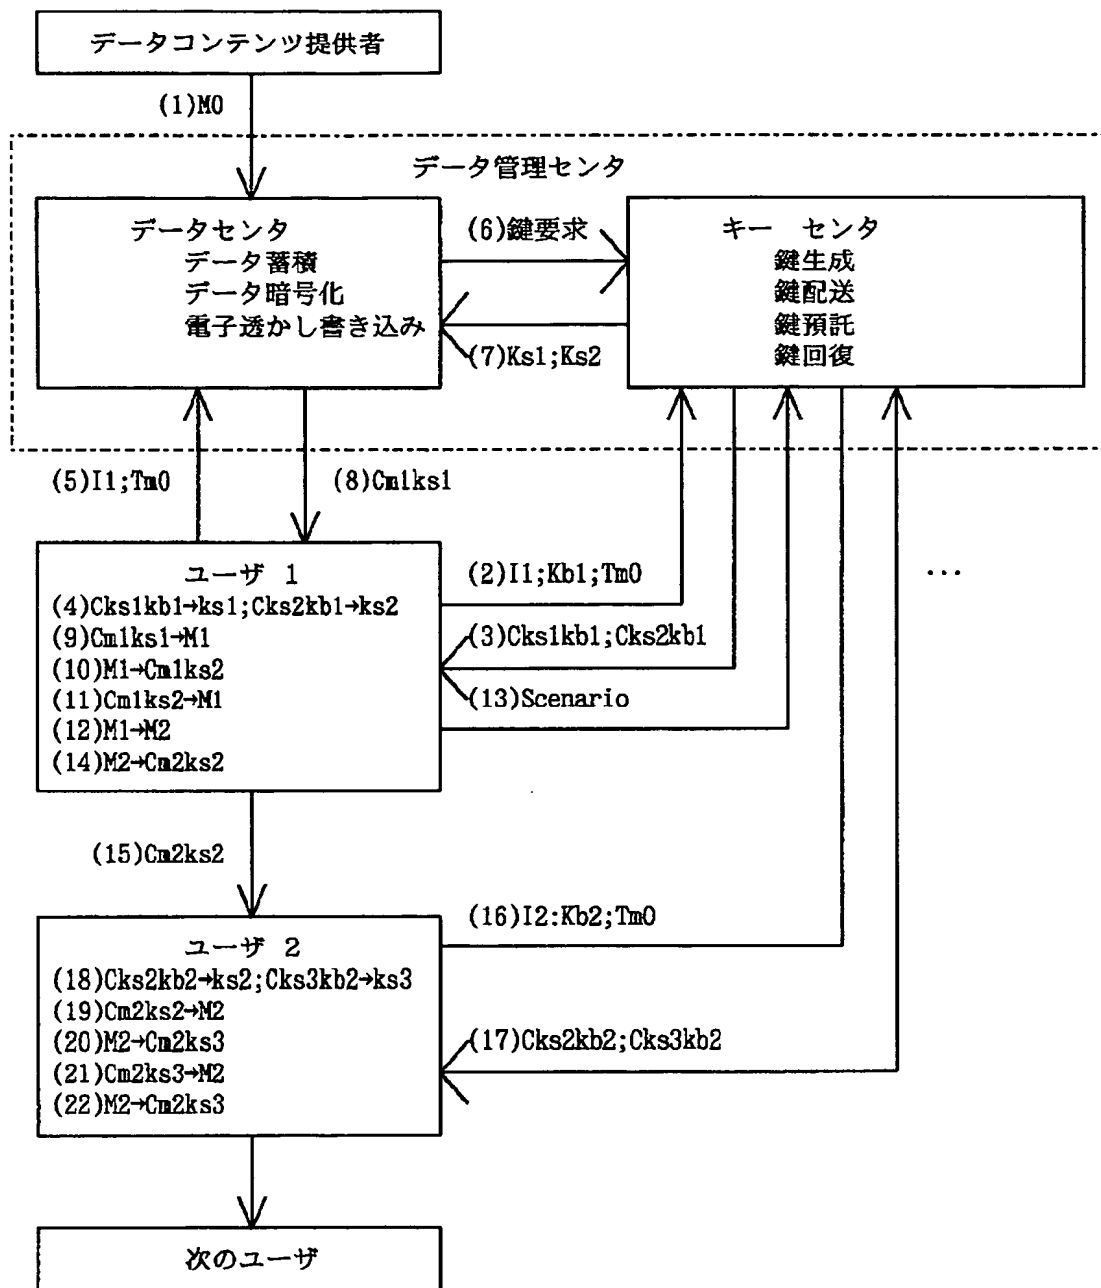 データコンテンツ提供者
(1)M0
データ管理センタ
データセンタ
データ蓄積
データ暗号化
電子透かし書き込み
(6)鍵要求
(7)Ks1;Ks2
キー センタ
鍵生成
鍵配送
鍵預託
鍵回復
(5)I1;Tm0
(8)Cm1ks1
ユーザ 1
(4)Cks1kb1→ks1;Cks2kb1→ks2
(9)Cm1ks1→M1
(10)M1→Cm1ks2
(11)Cm1ks2→M1
(12)M1→M2
(14)M2→Cm2ks2
(2)I1;Kb1;Tm0
(3)Cks1kb1;Cks2kb1
(13)Scenario
...
(15)Cm2ks2
ユーザ 2
(18)Cks2kb2→ks2;Cks3kb2→ks3
(19)Cm2ks2→M2
(20)M2→Cm2ks3
(21)Cm2ks3→M2
(22)M2→Cm2ks3
(16)I2:Kb2;Tm0
(17)Cks2kb2;Cks3kb2
次のユーザ